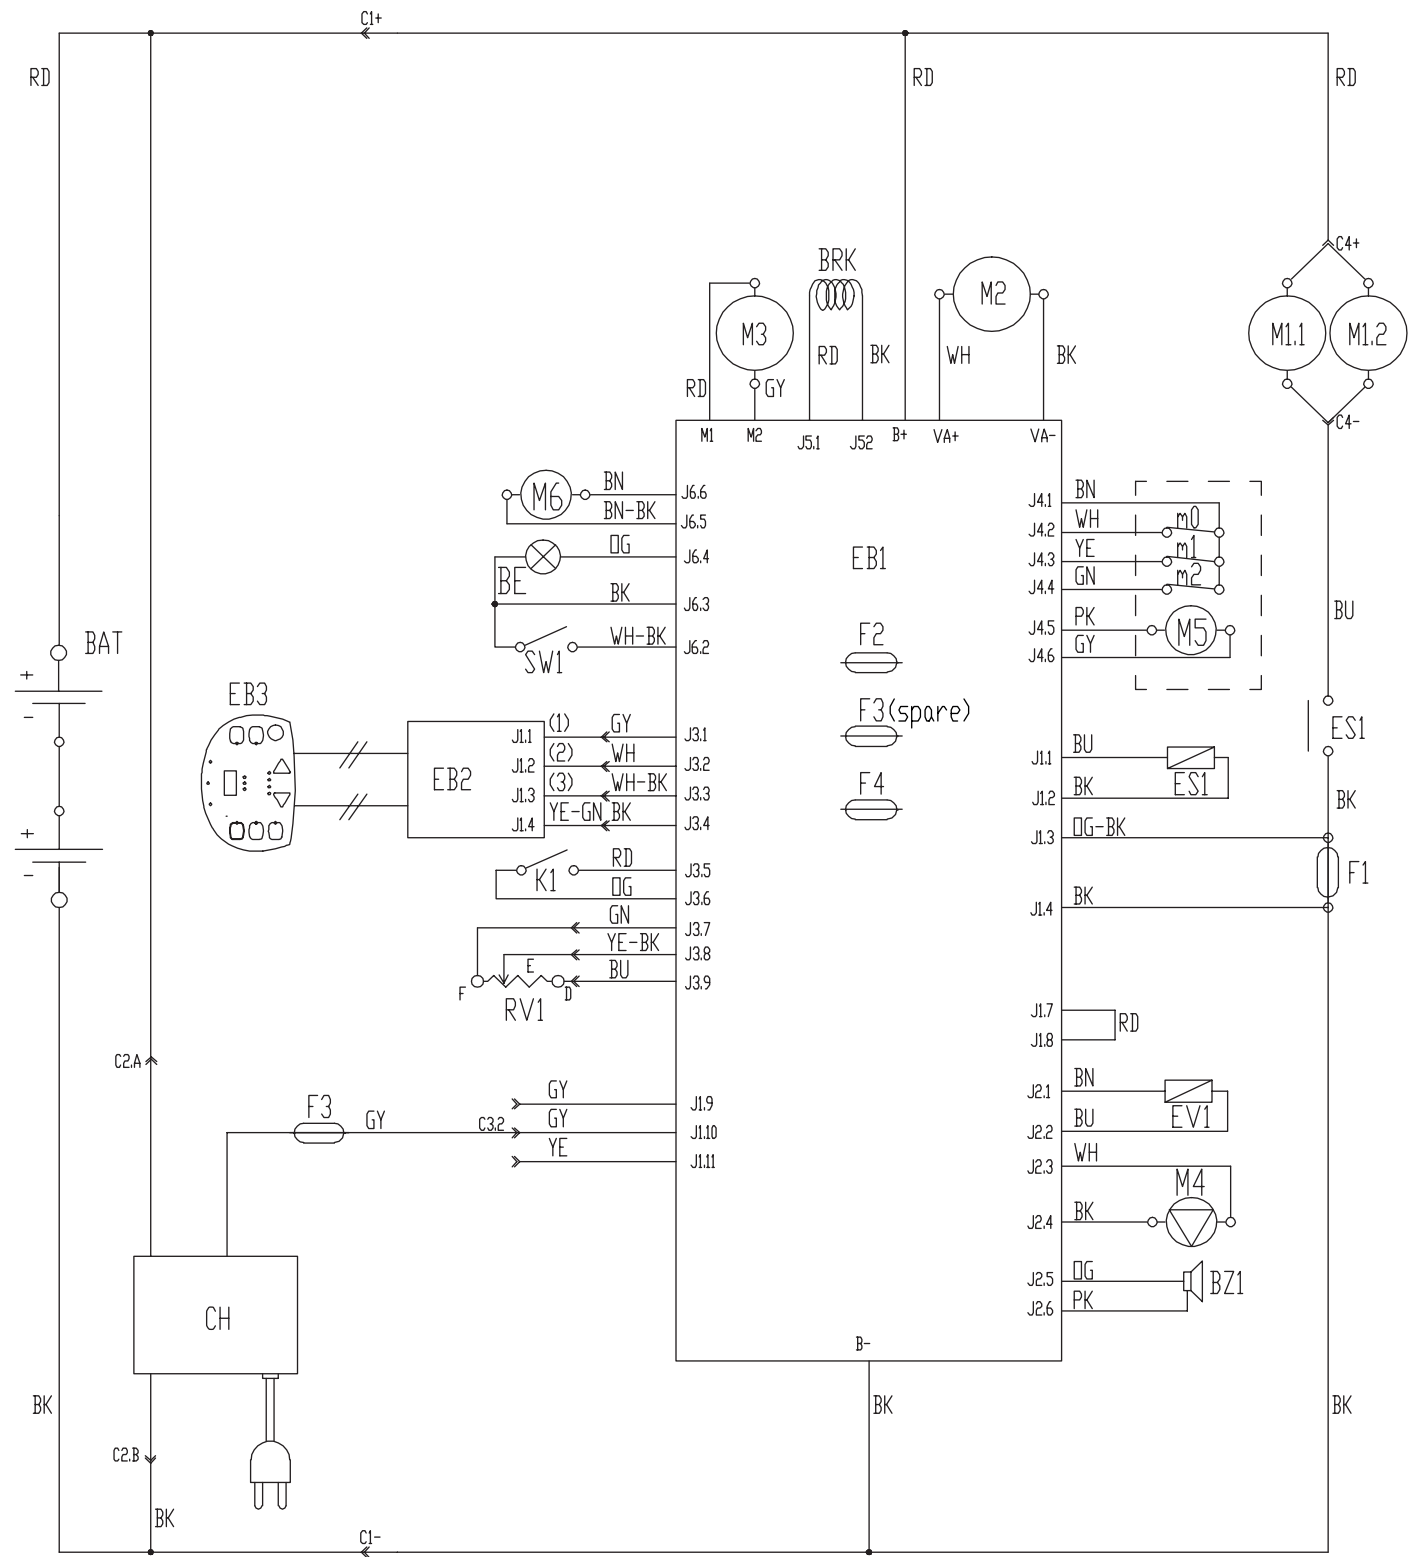 C1+
RD RD RD
C4+
BRK
M2
M3
M1.1 M1.2
RD BK WH BK
RD GY
C4-
M1 M2 J5.1 J52 B+ VA+ VA-
M6 BN J6.6
BN-BK J6.5
OG J6.4
BE
BK J6.3
WH-BK J6.2
SW1
EB1
F2
F3(spare)
F4
J4.1 BN
J4.2 WH m0
J4.3 YE m1
J4.4 GN m2
J4.5 PK M5
J4.6 GY
BU
BAT
+
-
+
-
EB3
EB2
J1.1 (1) GY J3.1
J1.2 (2) WH J3.2
J1.3 (3) WH-BK J3.3
J1.4 YE-GN BK J3.4
RD J3.5
K1
OG J3.6
GN J3.7
YE-BK J3.8
E
BU J3.9
F D
RV1
ES1
J1.1 BU
ES1
J1.2 BK
BK
J1.3 OG-BK
F1
J1.4 BK
J1.7
RD
J1.8
C2.A
J2.1 BN
EV1
J2.2 BU
J2.3 WH
M4
J2.4 BK
J2.5 OG
BZ1
J2.6 PK
GY J1.9
F3 GY C3.2 GY J1.10
YE J1.11
CH
B-
BK BK BK
C2.B
BK
C1-